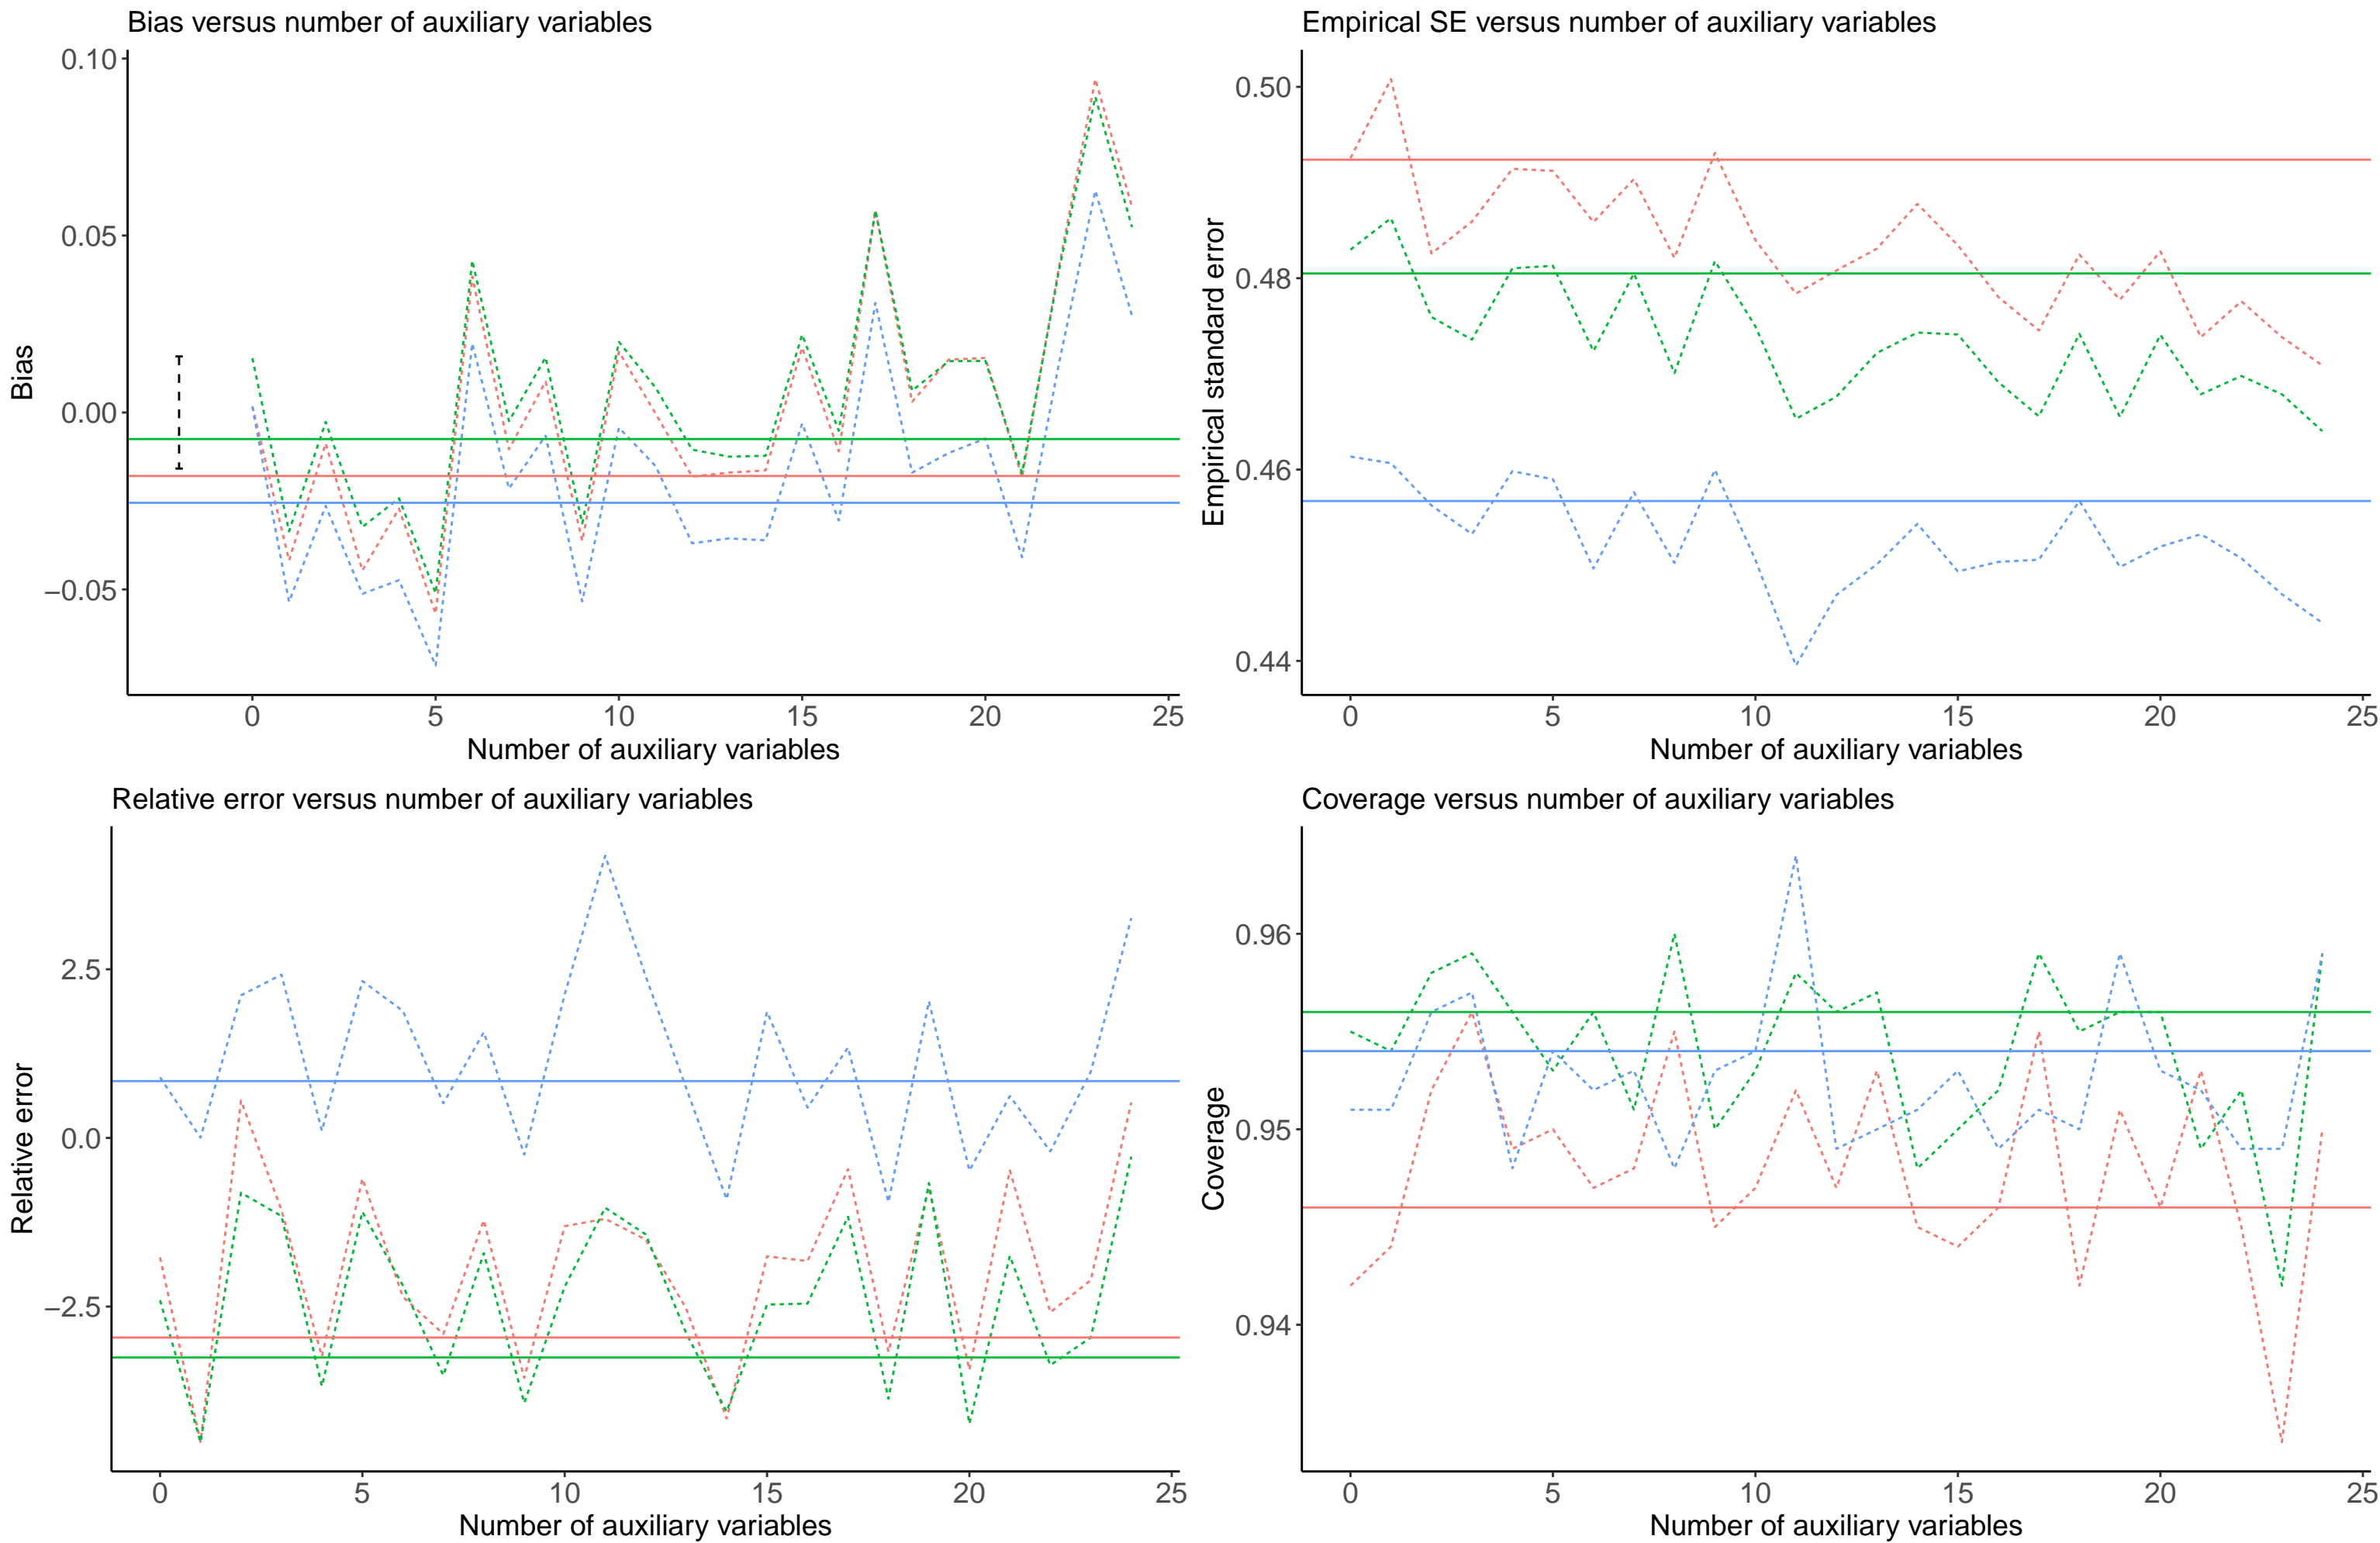 Bias versus number of auxiliary variables
0.10
0.05
0.00
−0.05
Bias
0 5 10 15 20 25
Number of auxiliary variables
Empirical SE versus number of auxiliary variables
0.50
0.48
0.46
0.44
Empirical standard error
0 5 10 15 20 25
Number of auxiliary variables
Relative error versus number of auxiliary variables
2.5
0.0
−2.5
Relative error
0 5 10 15 20 25
Number of auxiliary variables
Coverage versus number of auxiliary variables
0.96
0.95
0.94
Coverage
0 5 10 15 20 25
Number of auxiliary variables